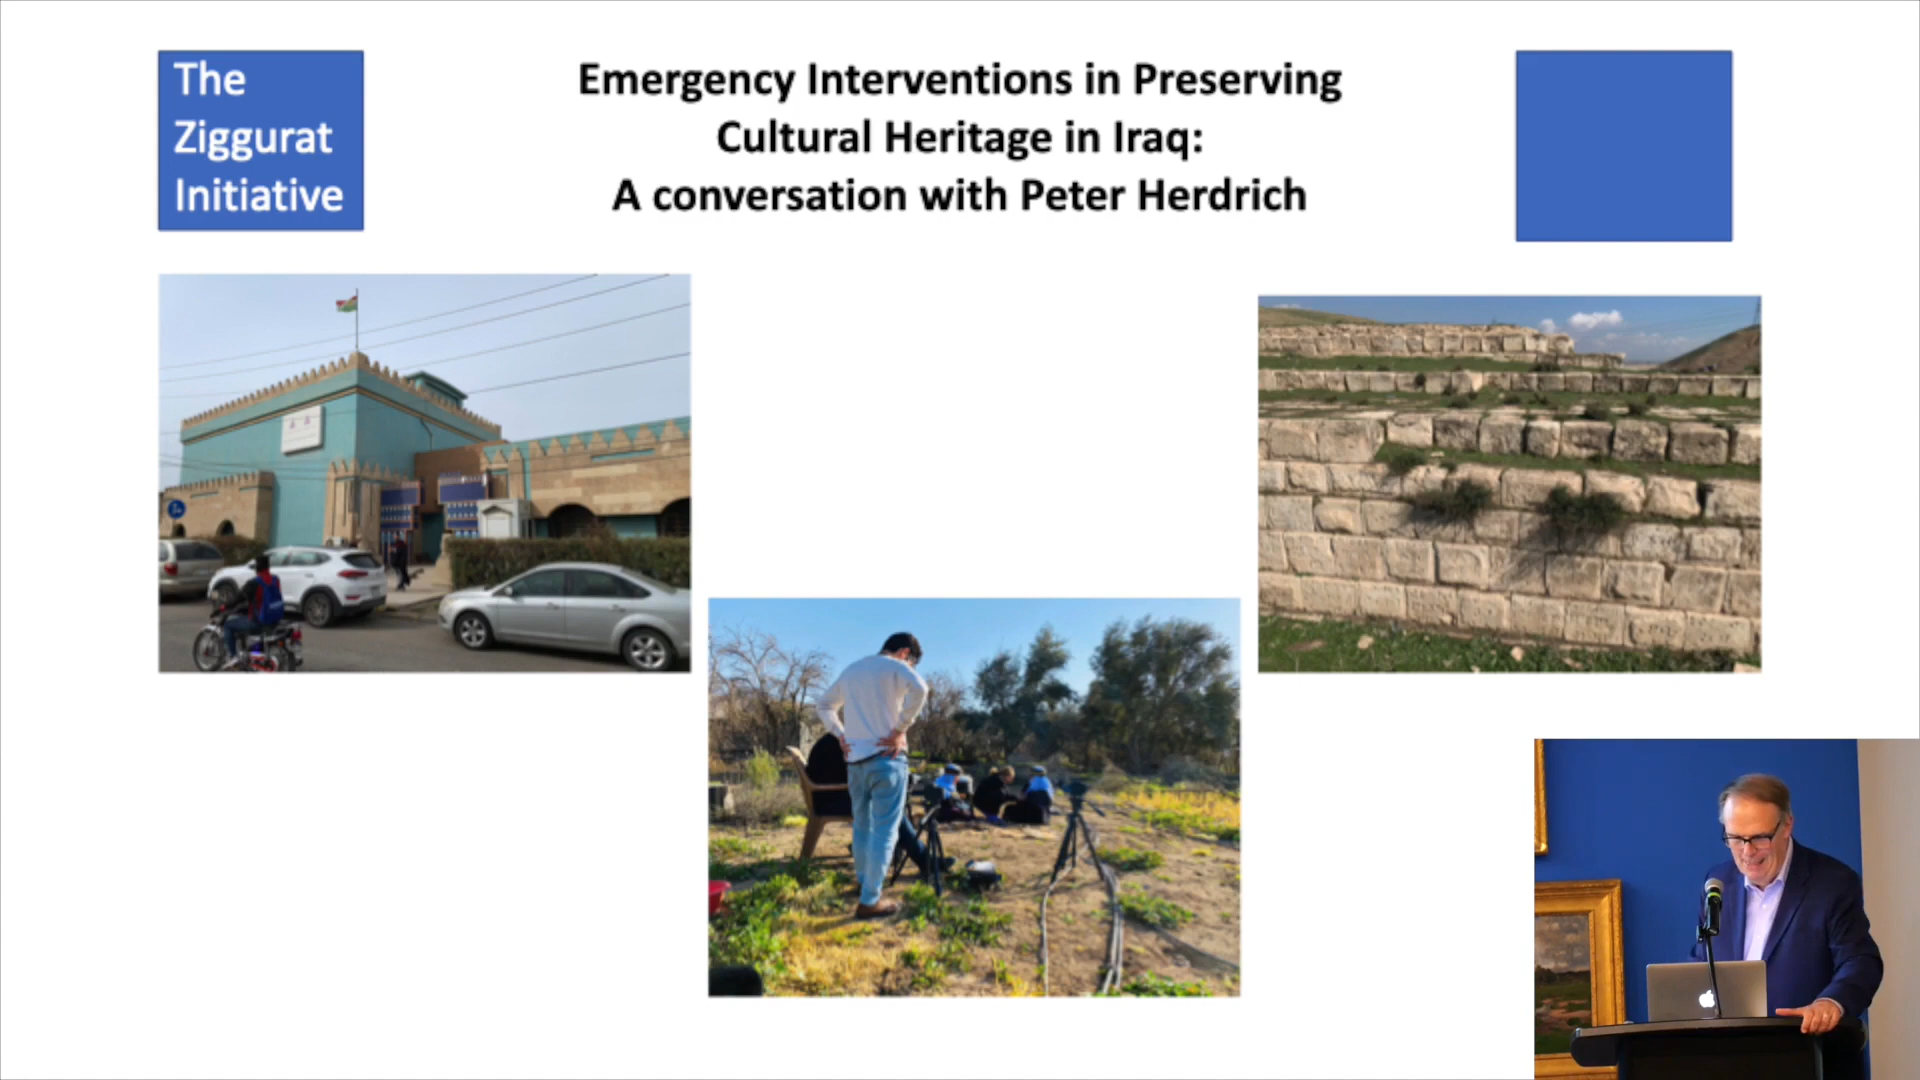 The
Ziggurat
Initiative
Emergency Interventions in Preserving
Cultural Heritage in Iraq:
A conversation with Peter Herdrich